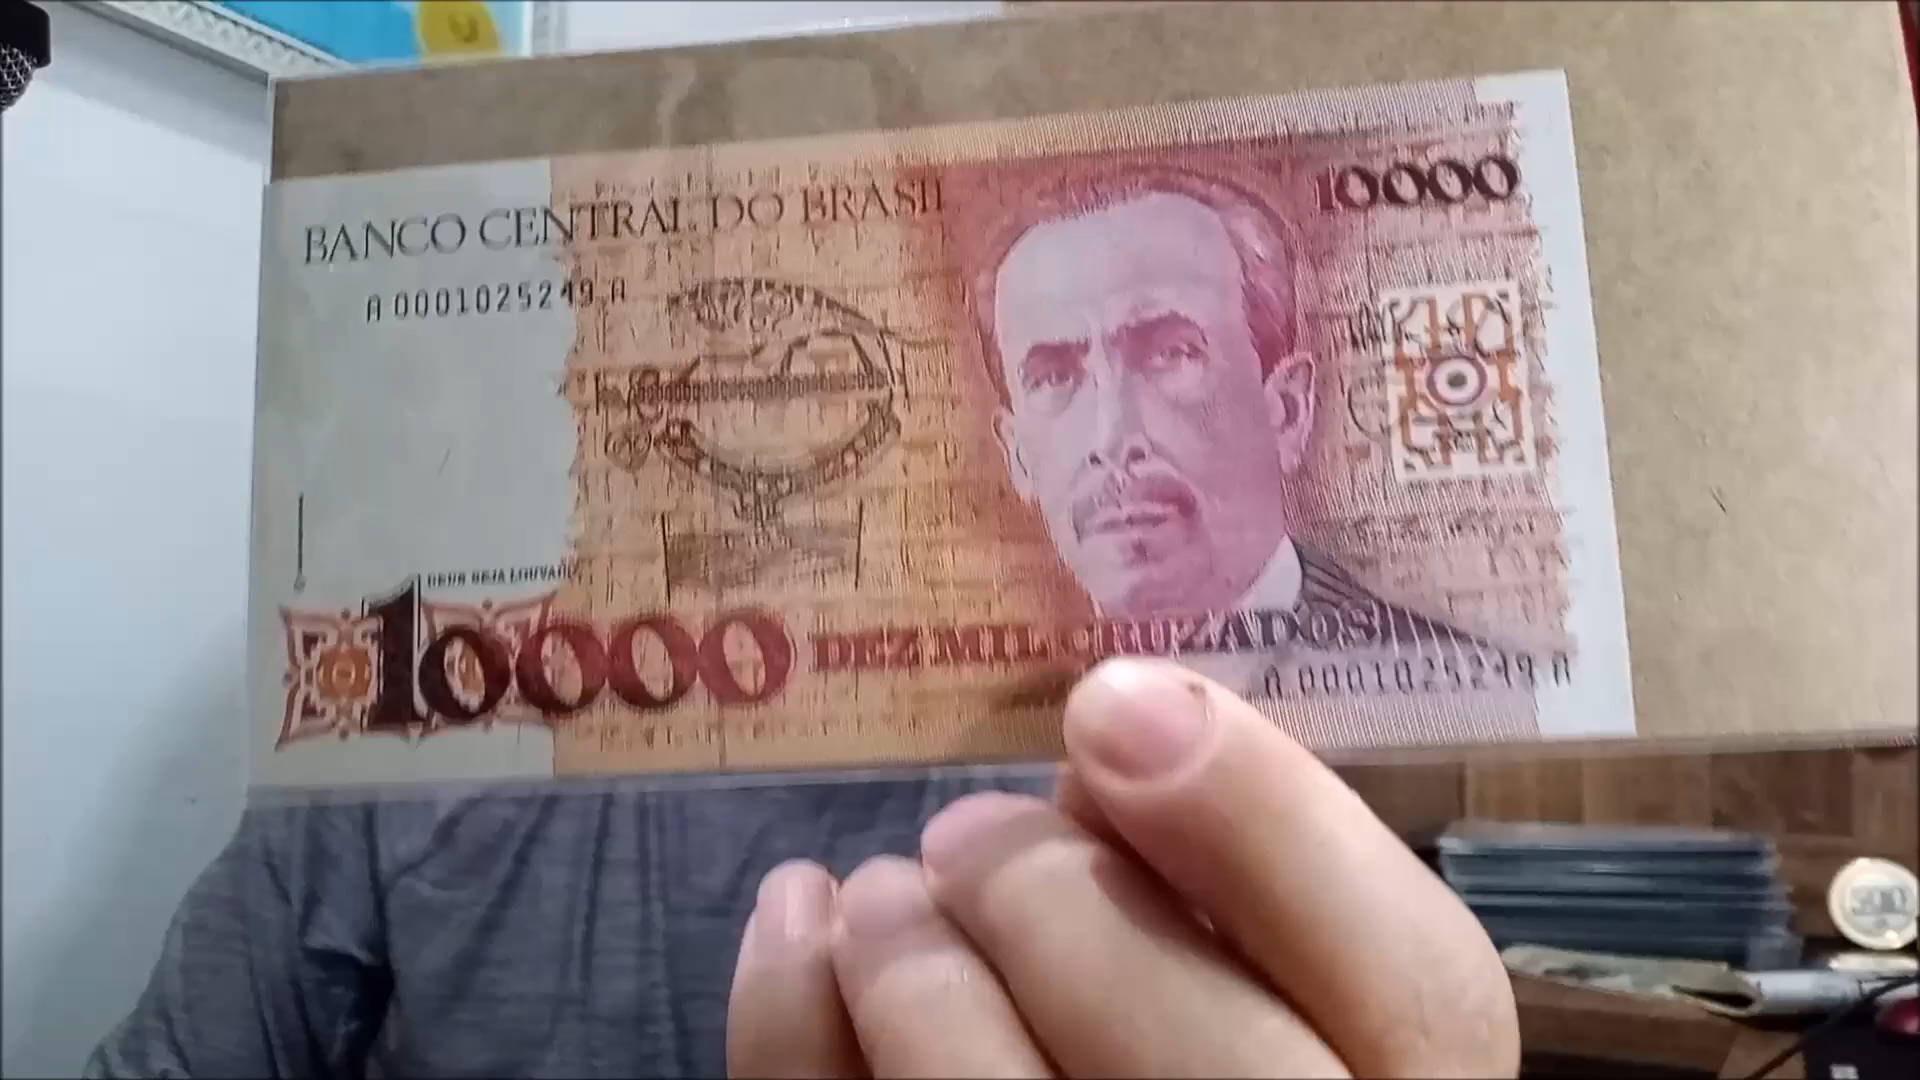 BANCO CENTRAL DO BRASIL
10000
A 0001025249 A
DEUS SEJA LOUVADO
10000 DEZ MIL CRUZADOS
A 0001025249 A